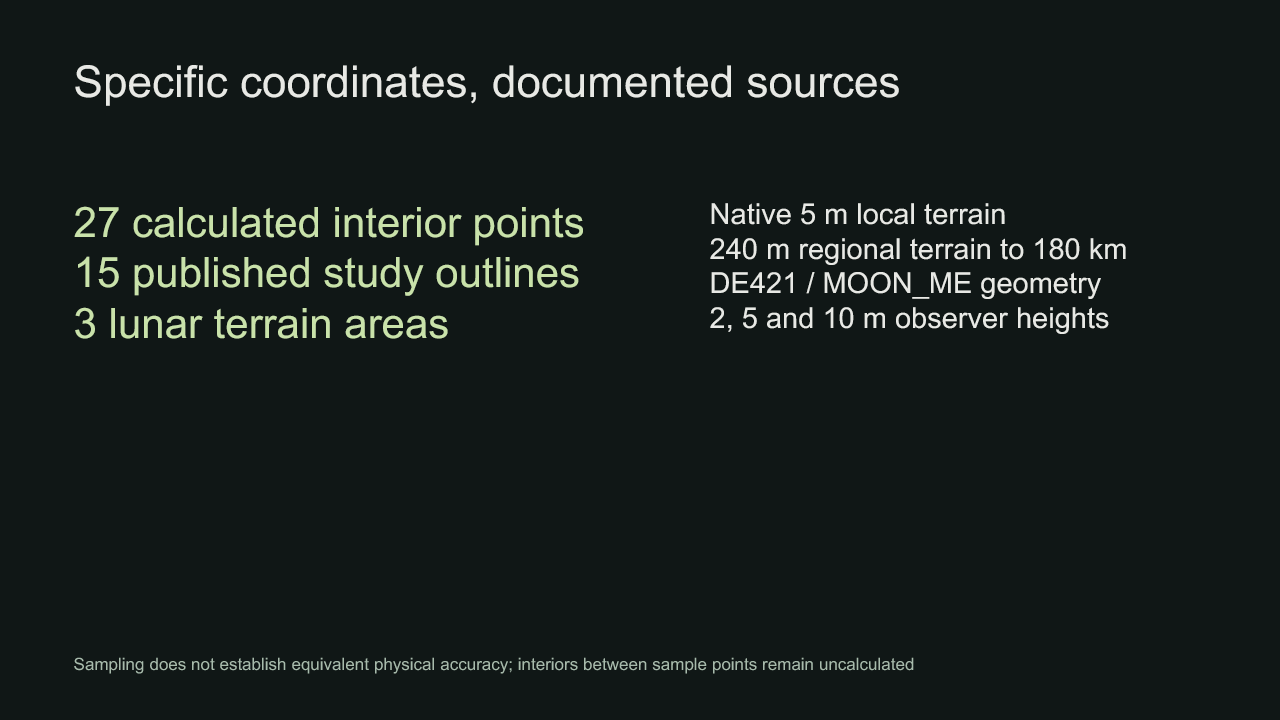 Specific coordinates, documented sources
27 calculated interior points
15 published study outlines
3 lunar terrain areas
Native 5 m local terrain
240 m regional terrain to 180 km
DE421 / MOON_ME geometry
2, 5 and 10 m observer heights
Sampling does not establish equivalent physical accuracy; interiors between sample points remain uncalculated